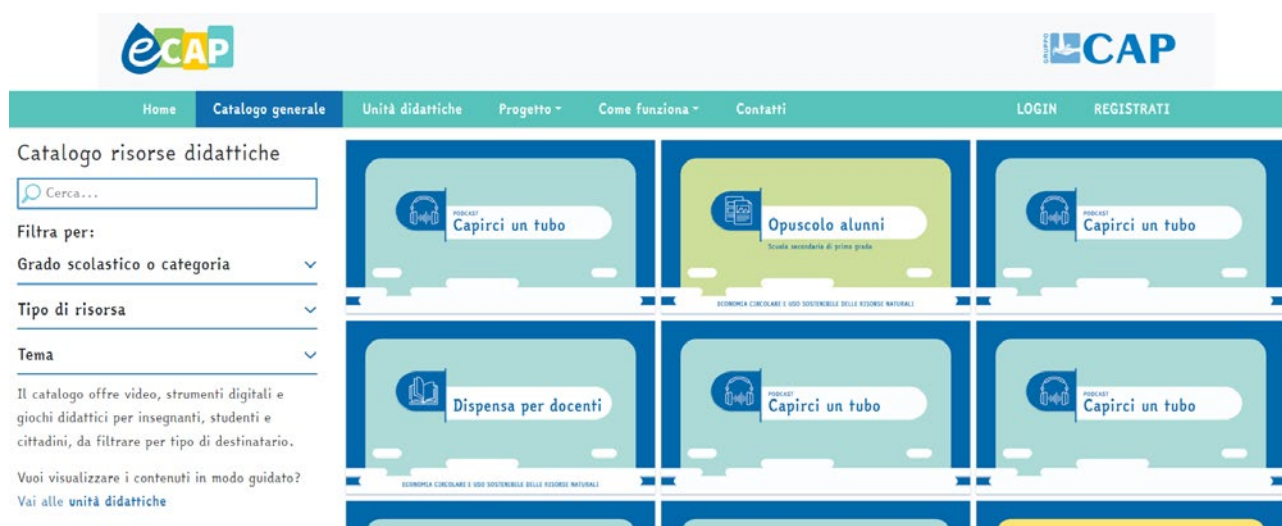 eCAP
GRUPPO CAP
Home Catalogo generale Unità didattiche Progetto Come funziona Contatti LOGIN REGISTRATI
Catalogo risorse didattiche
Cerca...
Filtra per:
Grado scolastico o categoria
Tipo di risorsa
Tema
Il catalogo offre video, strumenti digitali e
giochi didattici per insegnanti, studenti e
cittadini, da filtrare per tipo di destinatario.
Vuoi visualizzare i contenuti in modo guidato?
Vai alle unità didattiche
PODCAST
Capirci un tubo
Opuscolo alunni
Scuola secondaria di primo grado
ECONOMIA CIRCOLARE E USO SOSTENIBILE DELLE RISORSE NATURALI
PODCAST
Capirci un tubo
Dispensa per docenti
ECONOMIA CIRCOLARE E USO SOSTENIBILE DELLE RISORSE NATURALI
PODCAST
Capirci un tubo
PODCAST
Capirci un tubo